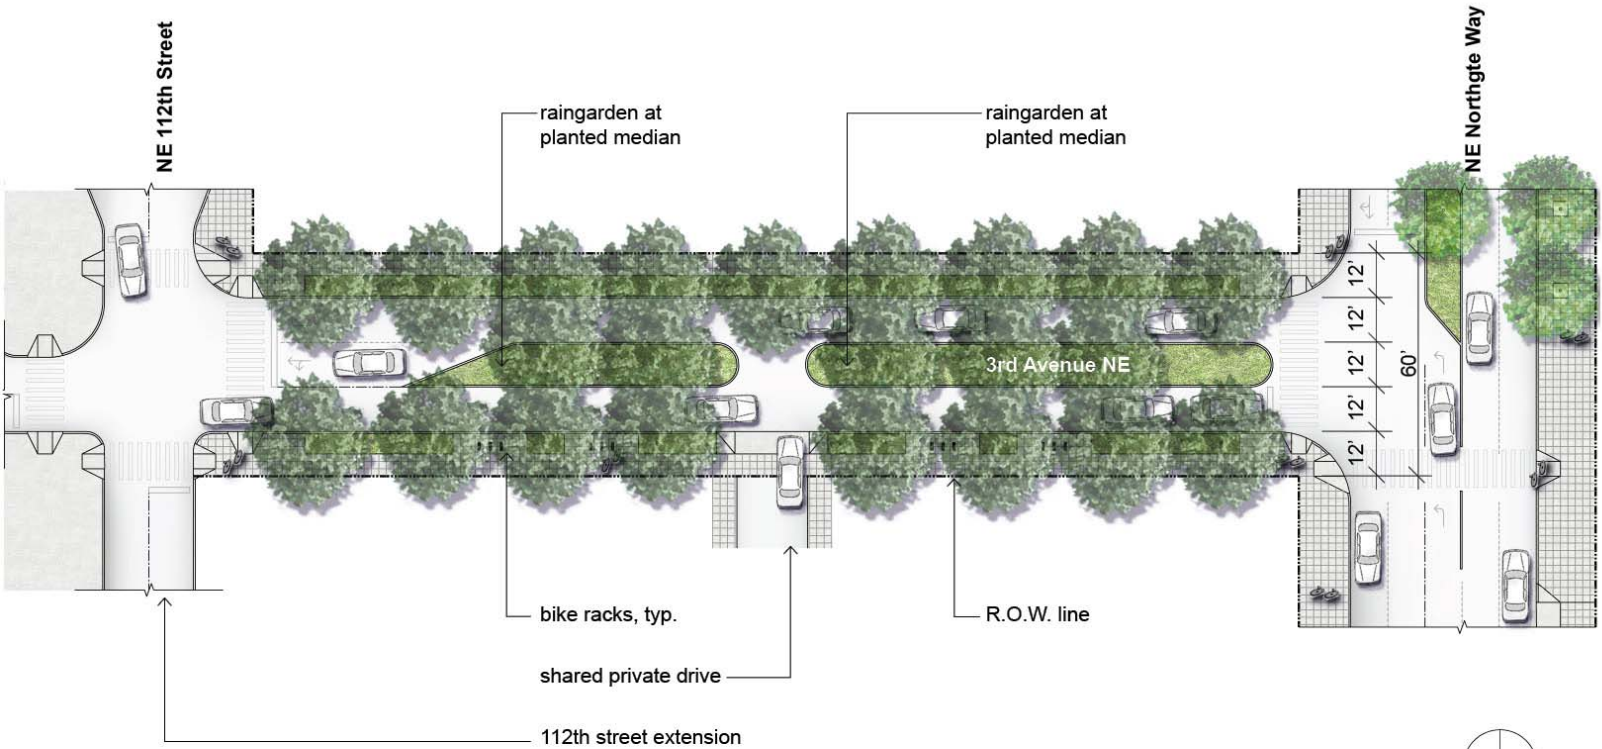 NE 112th Street
raingarden at
planted median
raingarden at
planted median
NE Northgte Way
12'
12'
12'
12'
12'
60'
3rd Avenue NE
bike racks, typ.
R.O.W. line
shared private drive
112th street extension